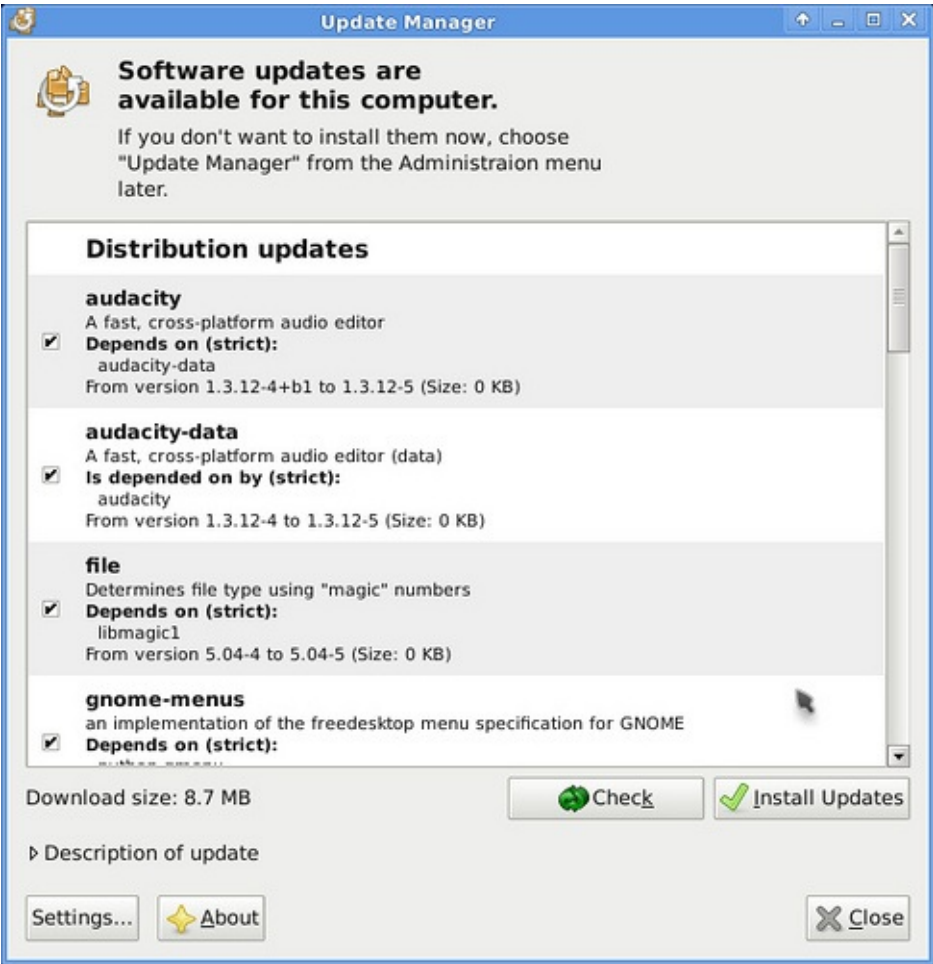 Update Manager
Software updates are
available for this computer.
If you don't want to install them now, choose
"Update Manager" from the Administraion menu
later.
Distribution updates
audacity
A fast, cross-platform audio editor
Depends on (strict):
audacity-data
From version 1.3.12-4+b1 to 1.3.12-5 (Size: 0 KB)
audacity-data
A fast, cross-platform audio editor (data)
Is depended on by (strict):
audacity
From version 1.3.12-4 to 1.3.12-5 (Size: 0 KB)
file
Determines file type using "magic" numbers
Depends on (strict):
libmagic1
From version 5.04-4 to 5.04-5 (Size: 0 KB)
gnome-menus
an implementation of the freedesktop menu specification for GNOME
Depends on (strict):
Download size: 8.7 MB
Check
Install Updates
Description of update
Settings...
About
Close